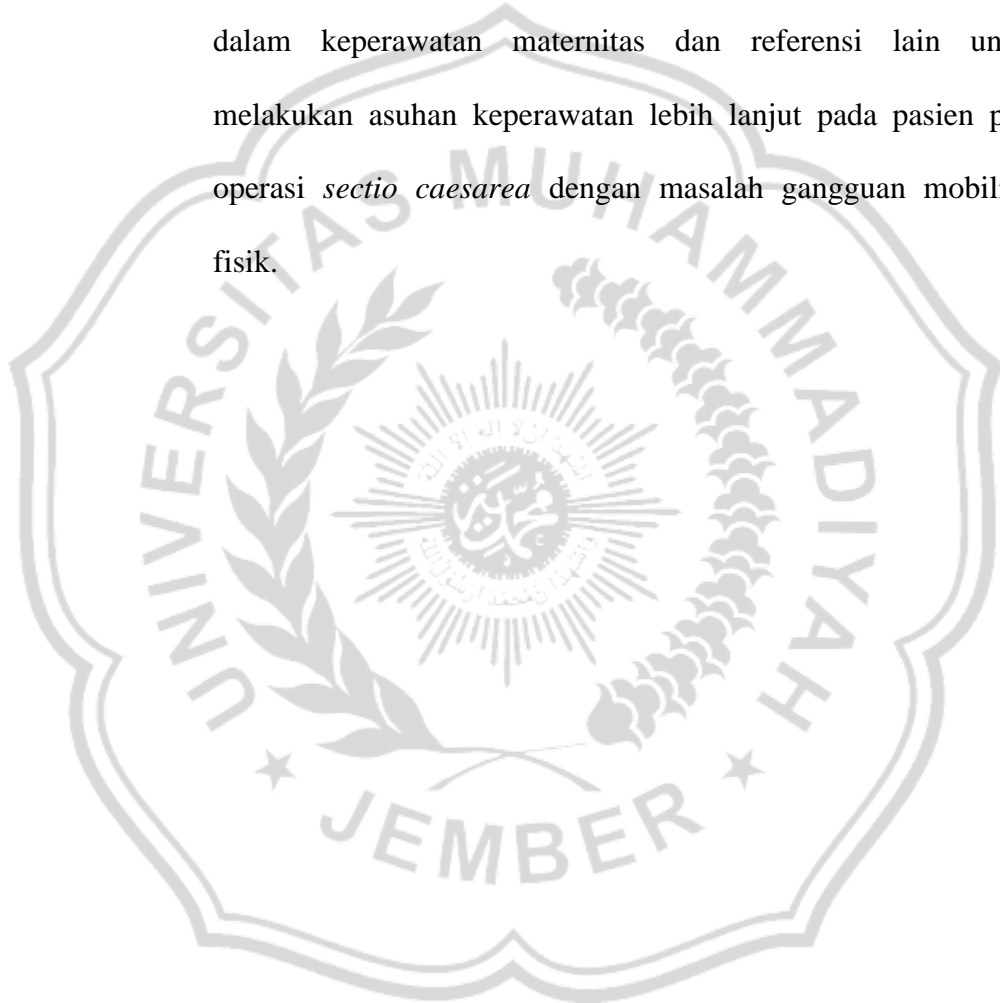 dalam keperawatan maternitas dan referensi lain un
melakukan asuhan keperawatan lebih lanjut pada pasien p
operasi sectio caesarea dengan masalah gangguan mobili
fisik.
UNIVERSITAS MUHAMMADIYAH
JEMBER